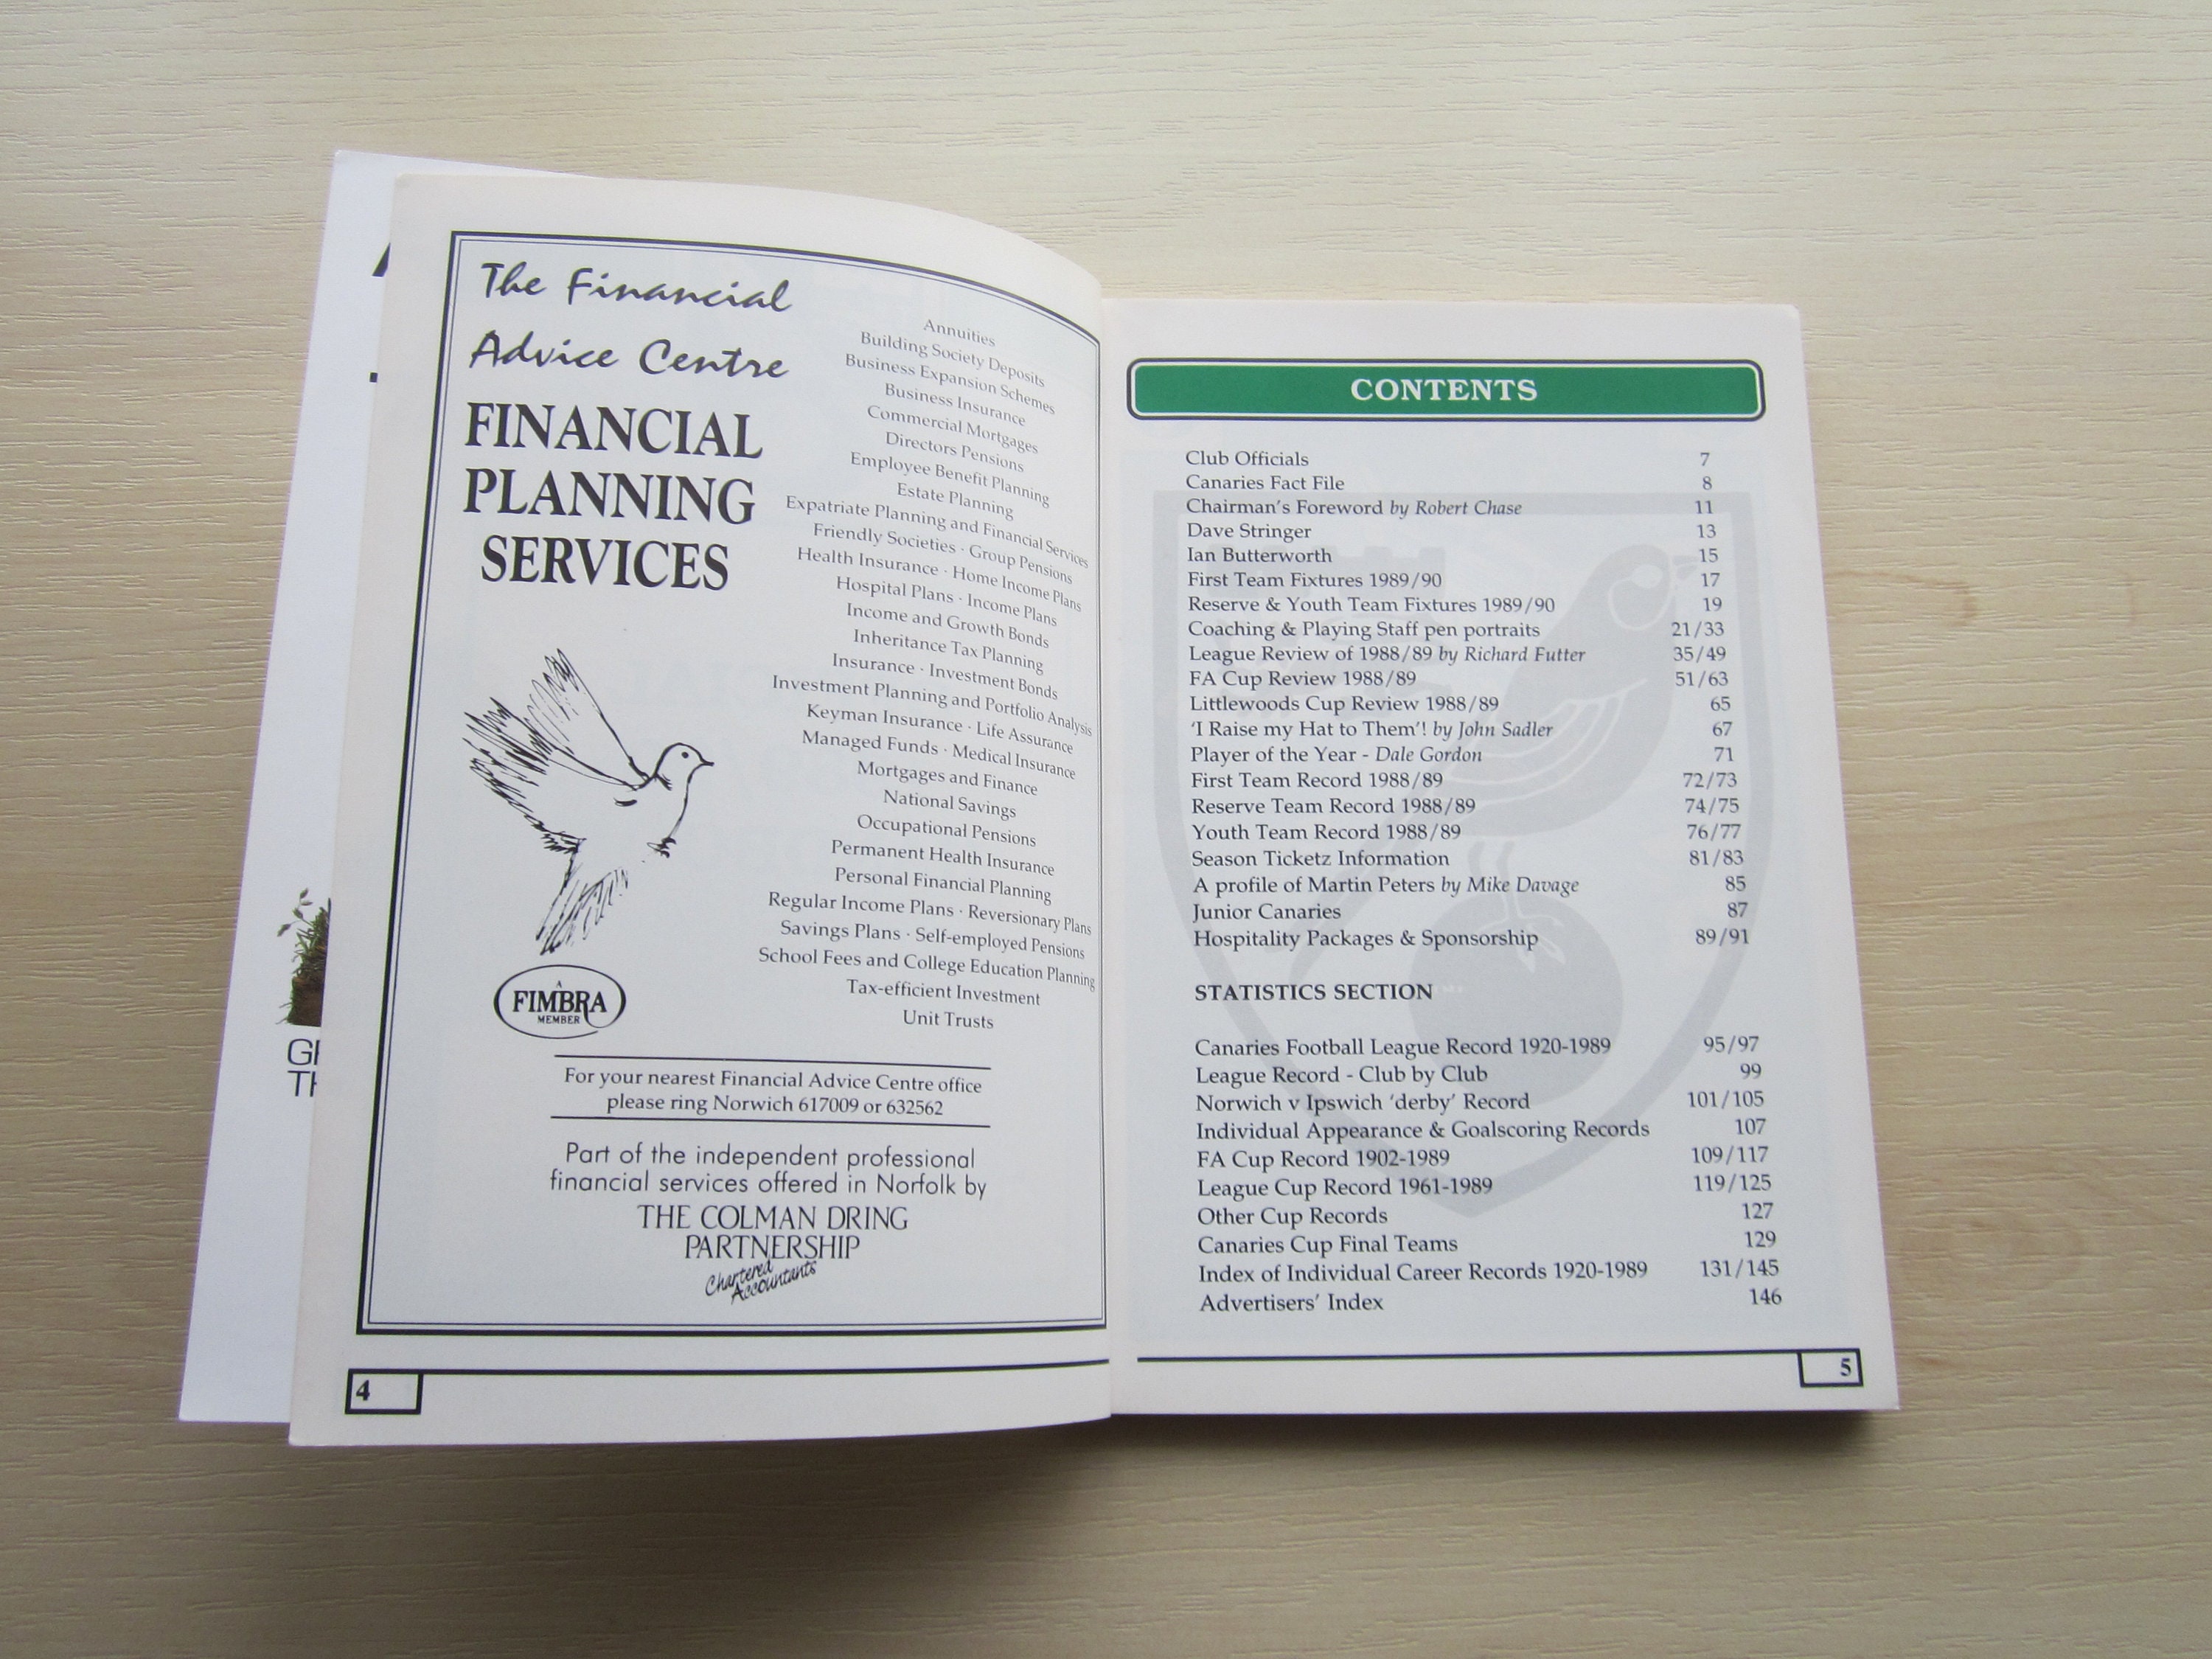 The Financial
Advice Centre
FINANCIAL
PLANNING
SERVICES
Annuities
Building Society Deposits
Business Expansion Schemes
Business Insurance
Commercial Mortgages
Directors Pensions
Employee Benefit Planning
Estate Planning
Expatriate Planning and Financial Services
Friendly Societies · Group Pensions
Health Insurance · Home Income Plans
Hospital Plans · Income Plans
Income and Growth Bonds
Inheritance Tax Planning
Insurance · Investment Bonds
Investment Planning and Portfolio Analysis
Keyman Insurance · Life Assurance
Managed Funds · Medical Insurance
Mortgages and Finance
National Savings
Occupational Pensions
Permanent Health Insurance
Personal Financial Planning
Regular Income Plans · Reversionary Plans
Savings Plans · Self-employed Pensions
School Fees and College Education Planning
Tax-efficient Investment
Unit Trusts
A
FIMBRA
MEMBER
For your nearest Financial Advice Centre office
please ring Norwich 617009 or 632562
Part of the independent professional
financial services offered in Norfolk by
THE COLMAN DRING
PARTNERSHIP
Chartered
Accountants
4
CONTENTS
Club Officials 7
Canaries Fact File 8
Chairman's Foreword by Robert Chase 11
Dave Stringer 13
Ian Butterworth 15
First Team Fixtures 1989/90 17
Reserve & Youth Team Fixtures 1989/90 19
Coaching & Playing Staff pen portraits 21/33
League Review of 1988/89 by Richard Futter 35/49
FA Cup Review 1988/89 51/63
Littlewoods Cup Review 1988/89 65
'I Raise my Hat to Them'! by John Sadler 67
Player of the Year - Dale Gordon 71
First Team Record 1988/89 72/73
Reserve Team Record 1988/89 74/75
Youth Team Record 1988/89 76/77
Season Ticketz Information 81/83
A profile of Martin Peters by Mike Davage 85
Junior Canaries 87
Hospitality Packages & Sponsorship 89/91
STATISTICS SECTION
Canaries Football League Record 1920-1989 95/97
League Record - Club by Club 99
Norwich v Ipswich 'derby' Record 101/105
Individual Appearance & Goalscoring Records 107
FA Cup Record 1902-1989 109/117
League Cup Record 1961-1989 119/125
Other Cup Records 127
Canaries Cup Final Teams 129
Index of Individual Career Records 1920-1989 131/145
Advertisers' Index 146
5